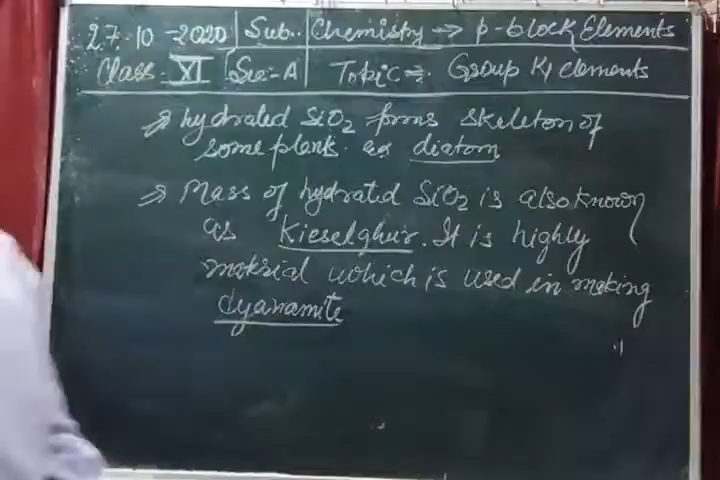 27-10-2020 Sub.. Chemistry → p-block Elements
Class - XI Sec-A Topic ⇒ Group 14 elements
⇒ hydrated SiO2 forms skeleton of
some plants as diatom
⇒ Mass of hydrated SiO2 is also known
as Kieselghur. It is highly
material which is used in making
dyanamite